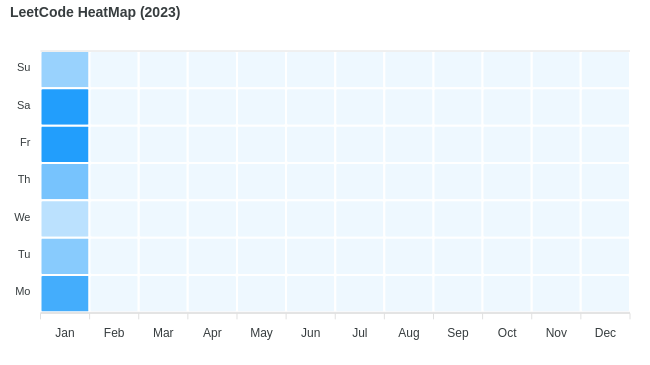 LeetCode HeatMap (2023)
Su
Sa
Fr
Th
We
Tu
Mo
Jan Feb Mar Apr May Jun Jul Aug Sep Oct Nov Dec